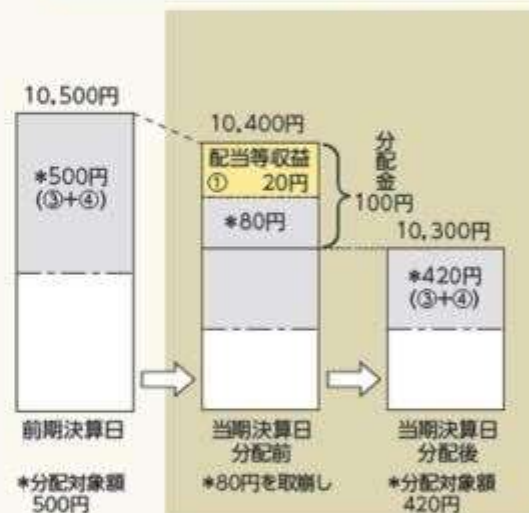 10,500円
*500円
(③+④)
前期決算日
*分配対象額
500円
10,400円
配当等収益
① 20円
*80円
分配金
100円
当期決算日
分配前
*80円を取崩し
10,300円
*420円
(③+④)
当期決算日
分配後
*分配対象額
420円